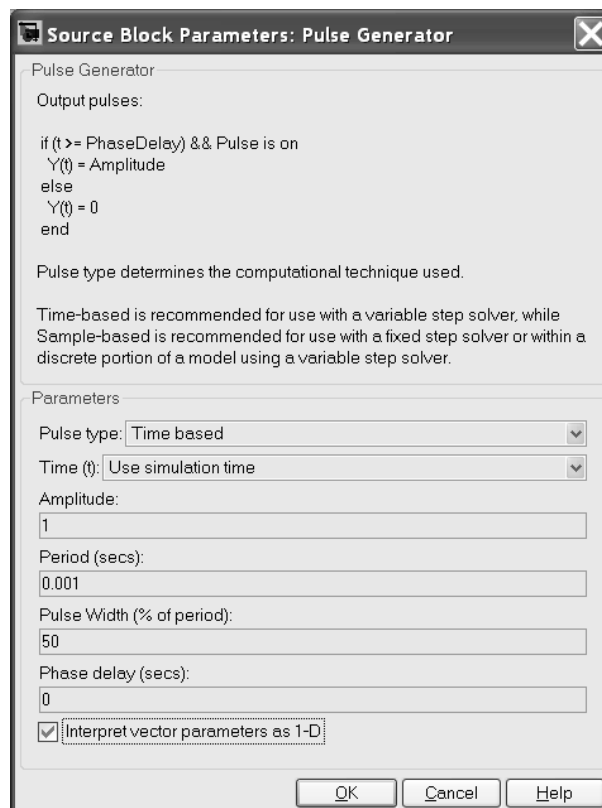 Source Block Parameters: Pulse Generator
Pulse Generator
Output pulses:
if (t >= PhaseDelay) && Pulse is on
Y(t) = Amplitude
else
Y(t) = 0
end
Pulse type determines the computational technique used.
Time-based is recommended for use with a variable step solver, while
Sample-based is recommended for use with a fixed step solver or within a
discrete portion of a model using a variable step solver.
Parameters
Pulse type: Time based
Time (t): Use simulation time
Amplitude:
1
Period (secs):
0.001
Pulse Width (% of period):
50
Phase delay (secs):
0
Interpret vector parameters as 1-D
OK Cancel Help